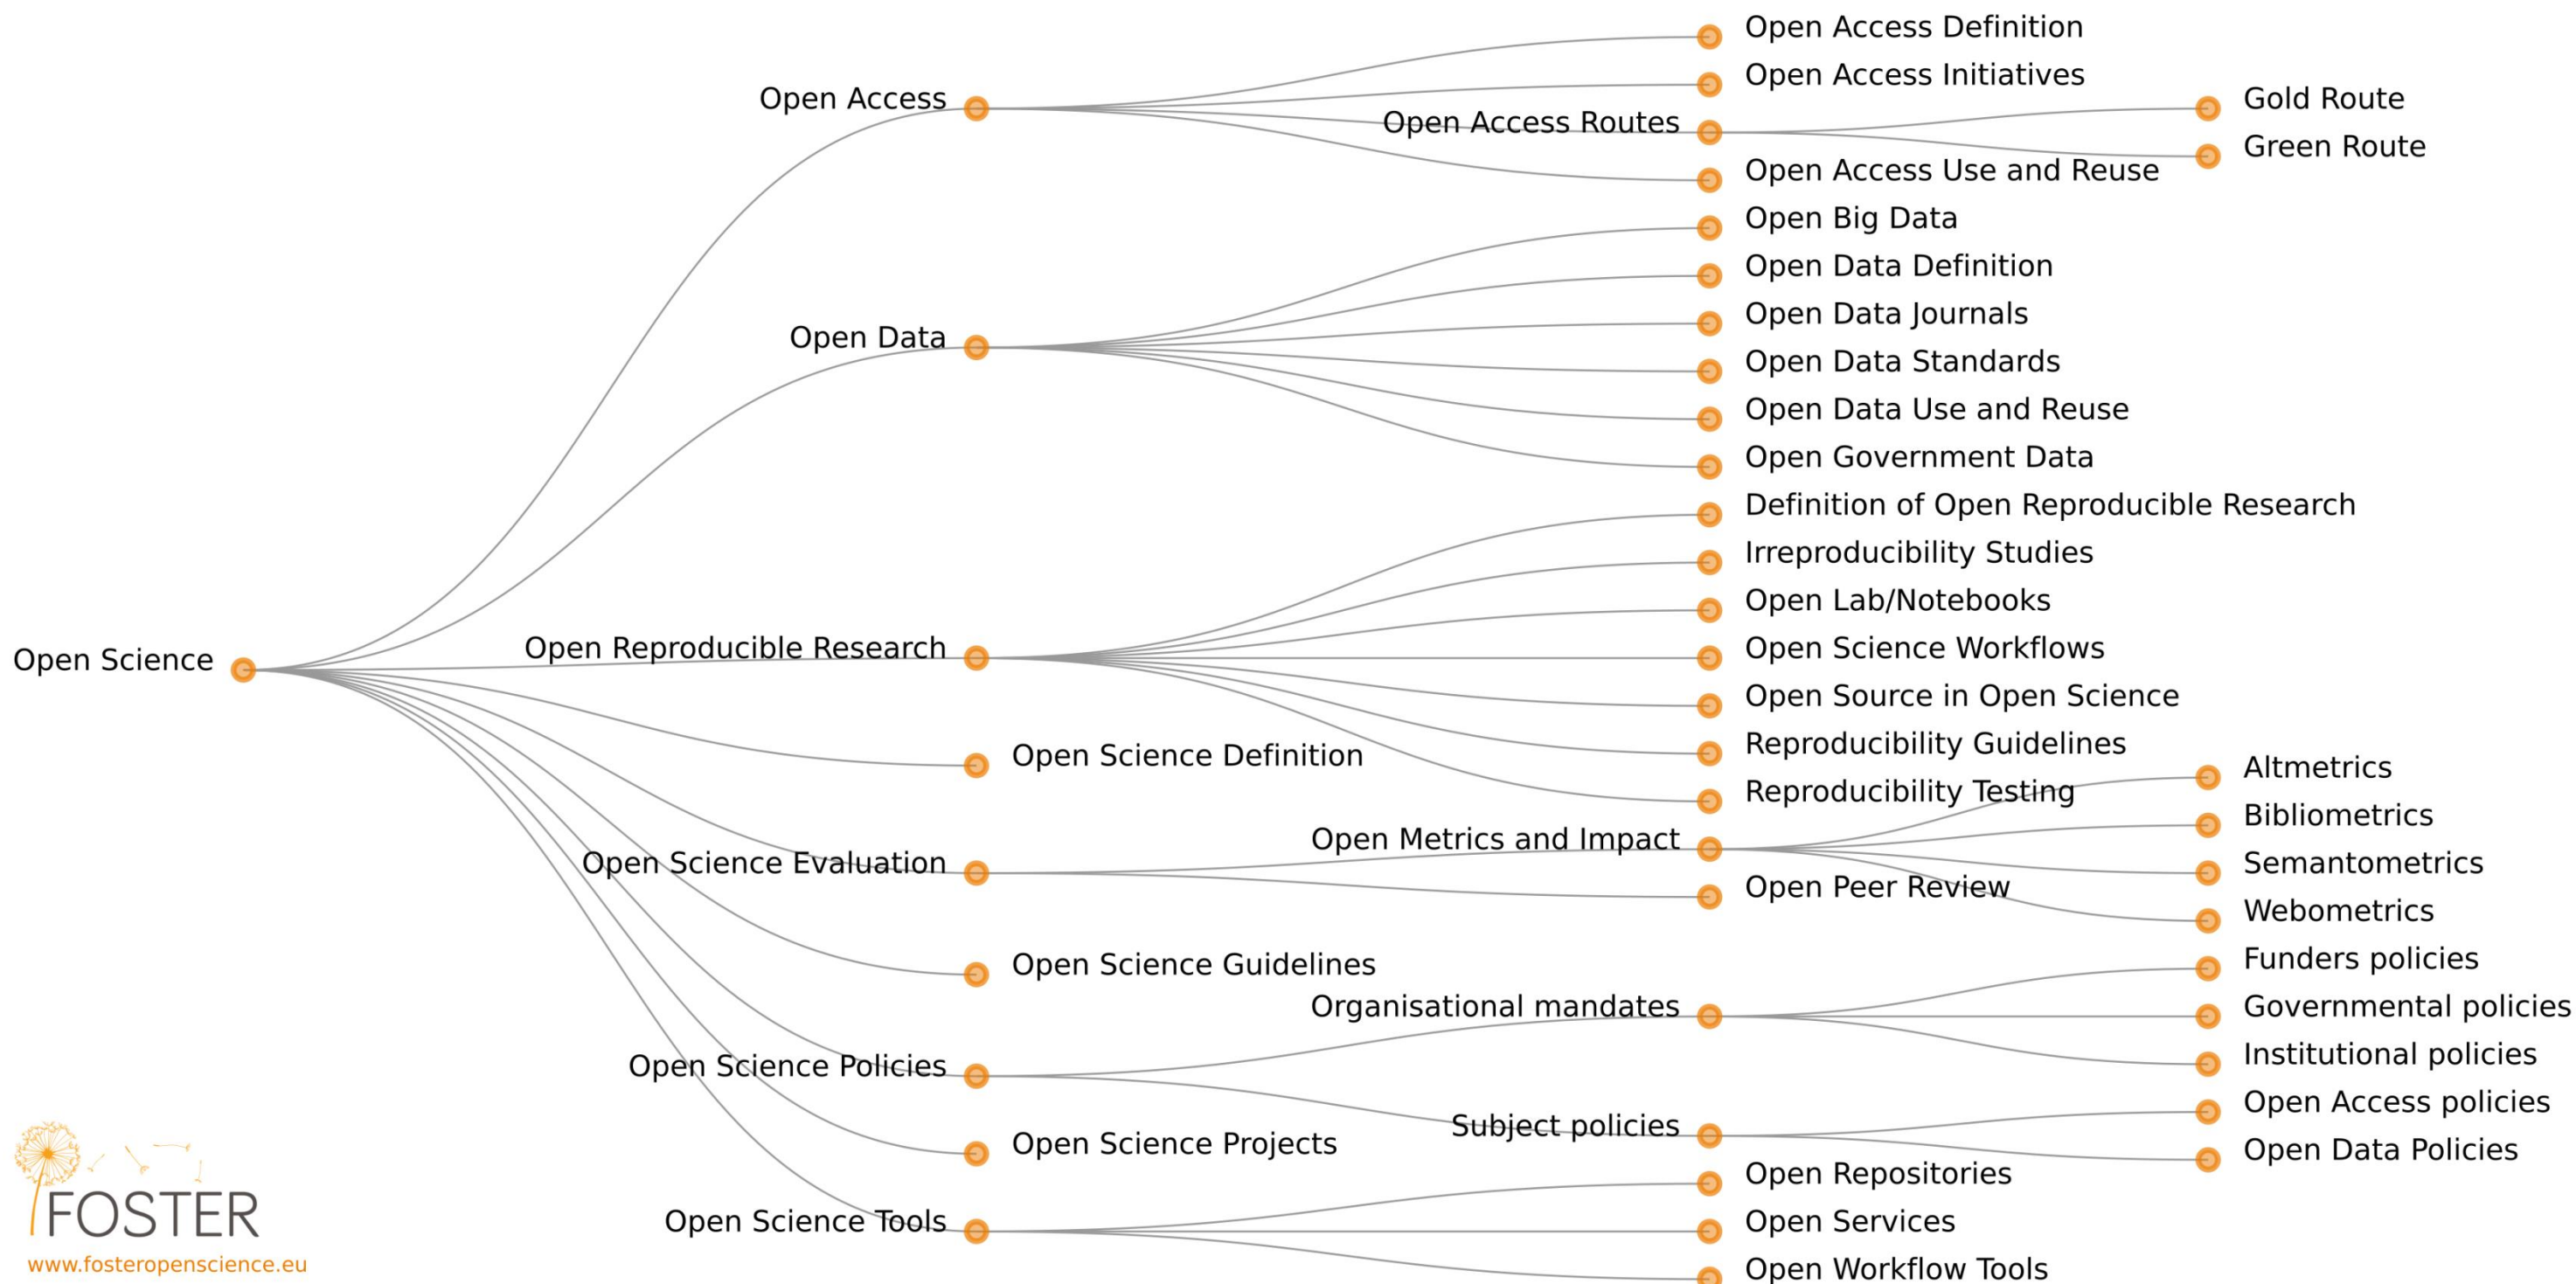 Open Science
Open Access
Open Access Definition
Open Access Initiatives
Open Access Routes
Gold Route
Green Route
Open Access Use and Reuse
Open Data
Open Big Data
Open Data Definition
Open Data Journals
Open Data Standards
Open Data Use and Reuse
Open Government Data
Open Reproducible Research
Definition of Open Reproducible Research
Irreproducibility Studies
Open Lab/Notebooks
Open Science Workflows
Open Source in Open Science
Reproducibility Guidelines
Reproducibility Testing
Open Science Definition
Open Science Evaluation
Open Metrics and Impact
Altmetrics
Bibliometrics
Semantometrics
Webometrics
Open Peer Review
Open Science Guidelines
Open Science Policies
Organisational mandates
Funders policies
Governmental policies
Institutional policies
Subject policies
Open Access policies
Open Data Policies
Open Science Projects
Open Science Tools
Open Repositories
Open Services
Open Workflow Tools
FOSTER
www.fosteropenscience.eu